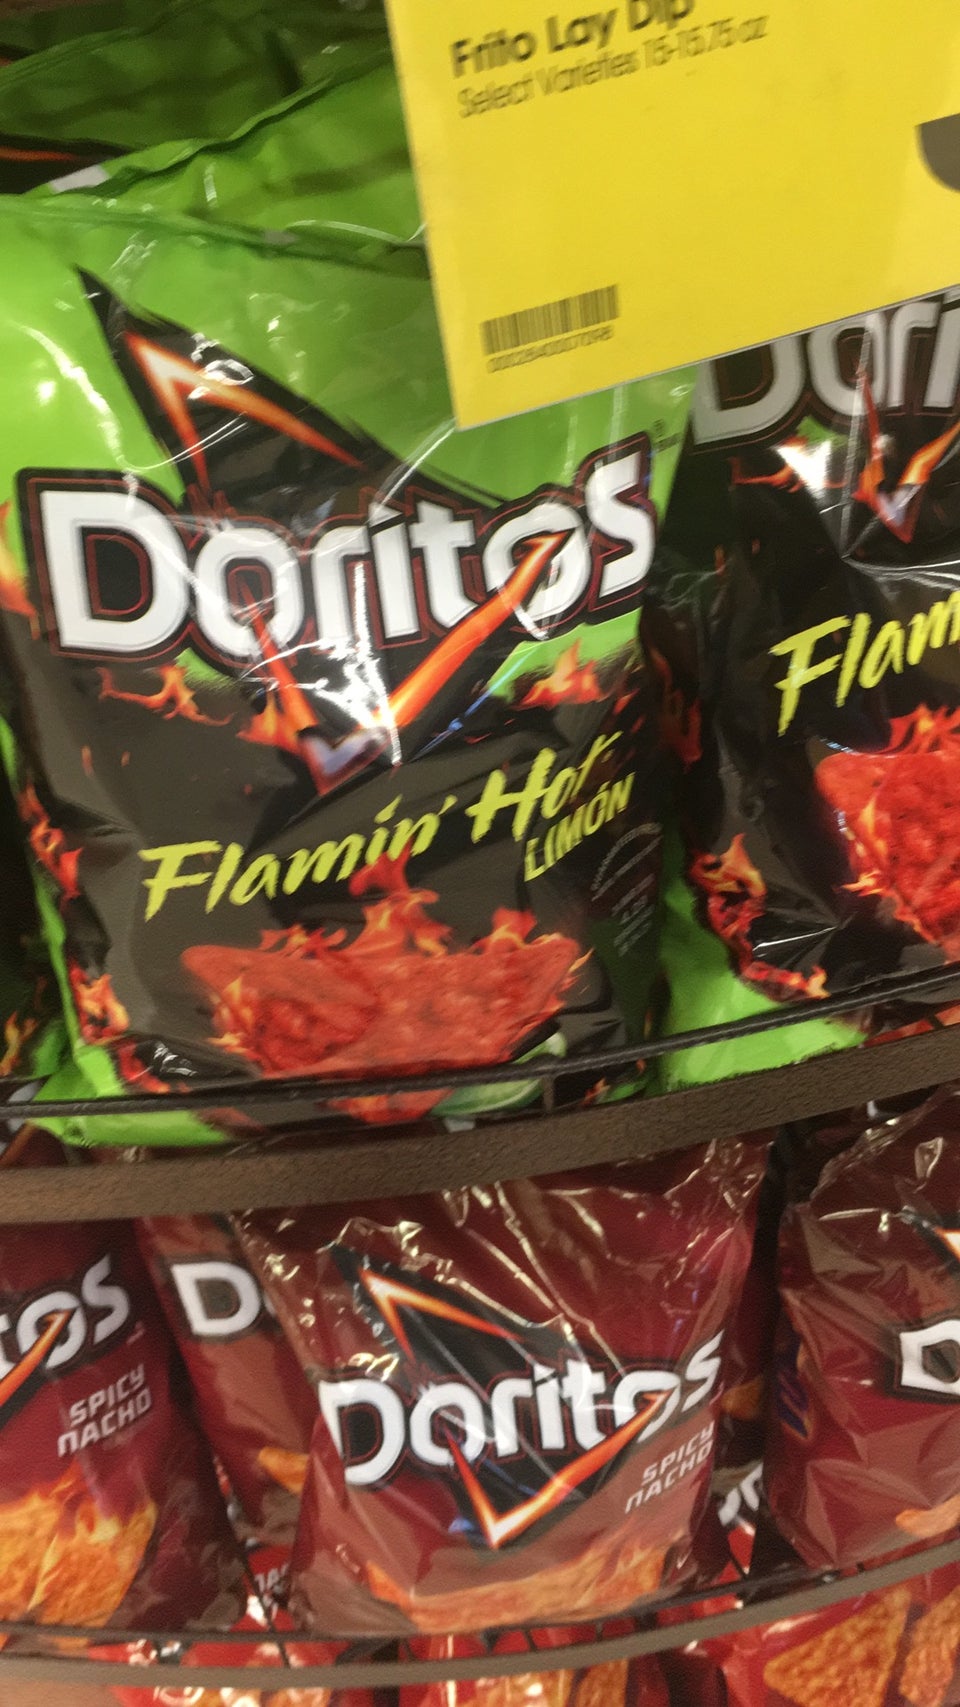 Frito Lay Dip
Select Varieties 15-15.75 oz
Doritos
Flamin' Hot
LIMÓN
Flam
Doritos
SPICY
NACHO
tos
SPICY
NACHO
D
D